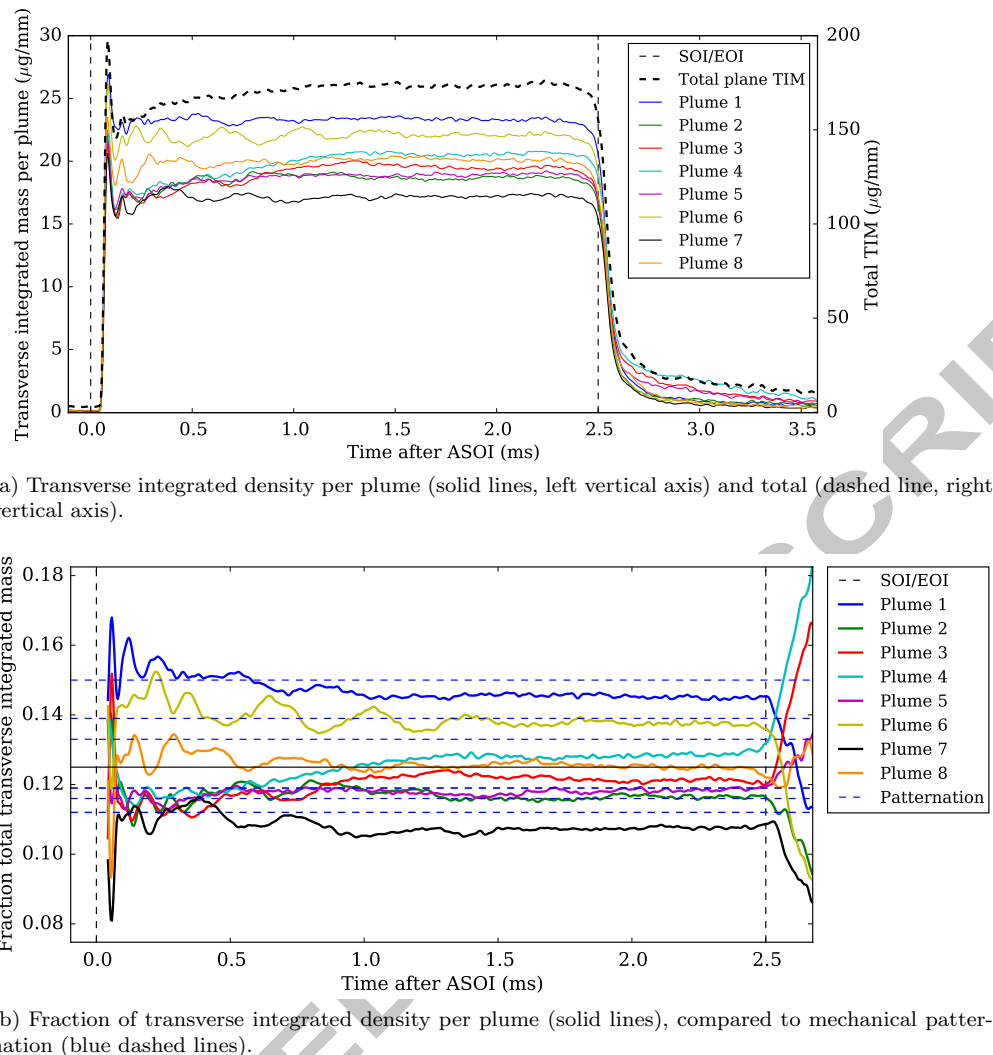 Transverse integrated mass per plume (μg/mm)
30
25
20
15
10
5
0
200
150
100
50
0
Total TIM (μg/mm)
SOI/EOI
Total plane TIM
Plume 1
Plume 2
Plume 3
Plume 4
Plume 5
Plume 6
Plume 7
Plume 8
0.0 0.5 1.0 1.5 2.0 2.5 3.0 3.5
Time after ASOI (ms)
a) Transverse integrated density per plume (solid lines, left vertical axis) and total (dashed line, right
vertical axis).
Fraction total transverse integrated mass
0.18
0.16
0.14
0.12
0.10
0.08
SOI/EOI
Plume 1
Plume 2
Plume 3
Plume 4
Plume 5
Plume 6
Plume 7
Plume 8
Patternation
0.0 0.5 1.0 1.5 2.0 2.5
Time after ASOI (ms)
b) Fraction of transverse integrated density per plume (solid lines), compared to mechanical patter-
nation (blue dashed lines).